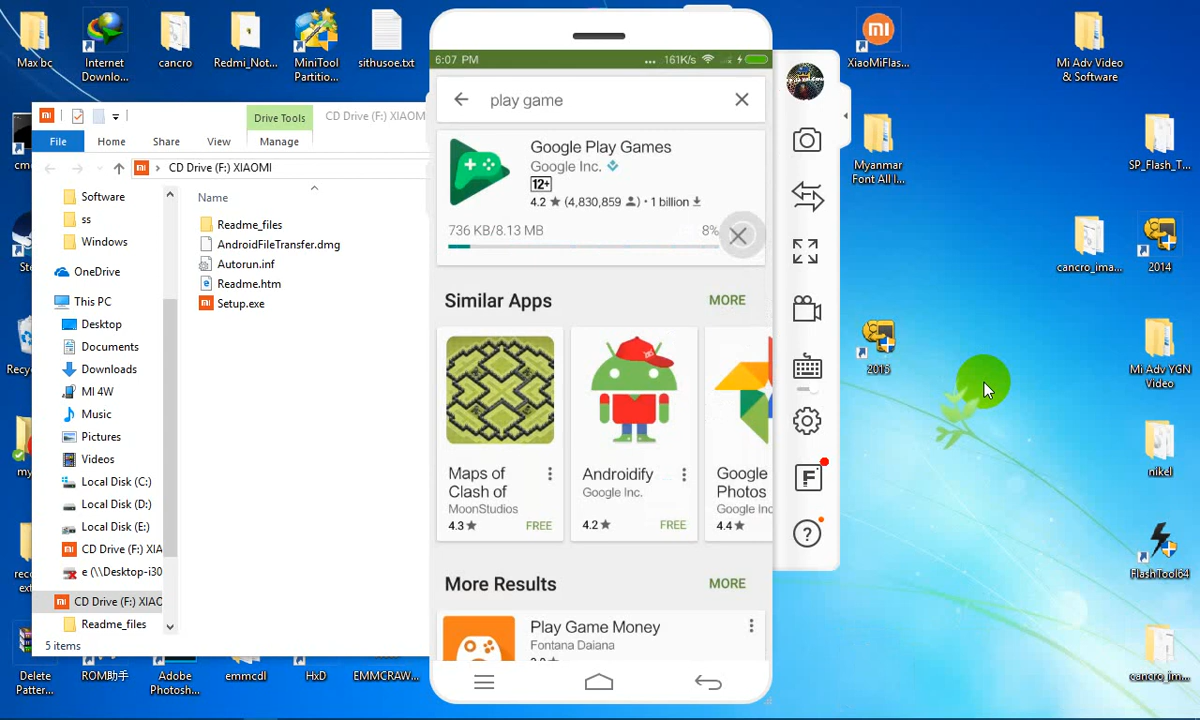 Max bc
Internet
Downlo...
cancro
Redmi_Not...
MiniTool
Partitio...
sithusoe.txt
XiaoMiFlas...
Mi Adv Video
& Software
Myanmar
Font All I...
SP_Flash_T...
cancro_ima...
2014
2015
Mi Adv YGN
Video
nikel
FlashTool64
cancro_im...
Delete
Patter...
ROM助手
Adobe
Photosh...
emmcdl
HxD
EMMCRAW...
Drive Tools
CD Drive (F:) XIAOM
File
Home
Share
View
Manage
CD Drive (F:) XIAOMI
Software
ss
Windows
OneDrive
This PC
Desktop
Documents
Downloads
MI 4W
Music
Pictures
Videos
Local Disk (C:)
Local Disk (D:)
Local Disk (E:)
CD Drive (F:) XIA
e (\\Desktop-i30
CD Drive (F:) XIAO
Readme_files
Name
Readme_files
AndroidFileTransfer.dmg
Autorun.inf
Readme.htm
Setup.exe
5 items
6:07 PM
... 161K/s
play game
Google Play Games
Google Inc.
12+
4.2 ★ (4,830,859) • 1 billion
736 KB/8.13 MB
8%
Similar Apps
MORE
Maps of
Clash of
MoonStudios
4.3★
FREE
Androidify
Google Inc.
4.2★
FREE
Google
Photos
Google Inc
4.4★
More Results
MORE
Play Game Money
Fontana Daiana